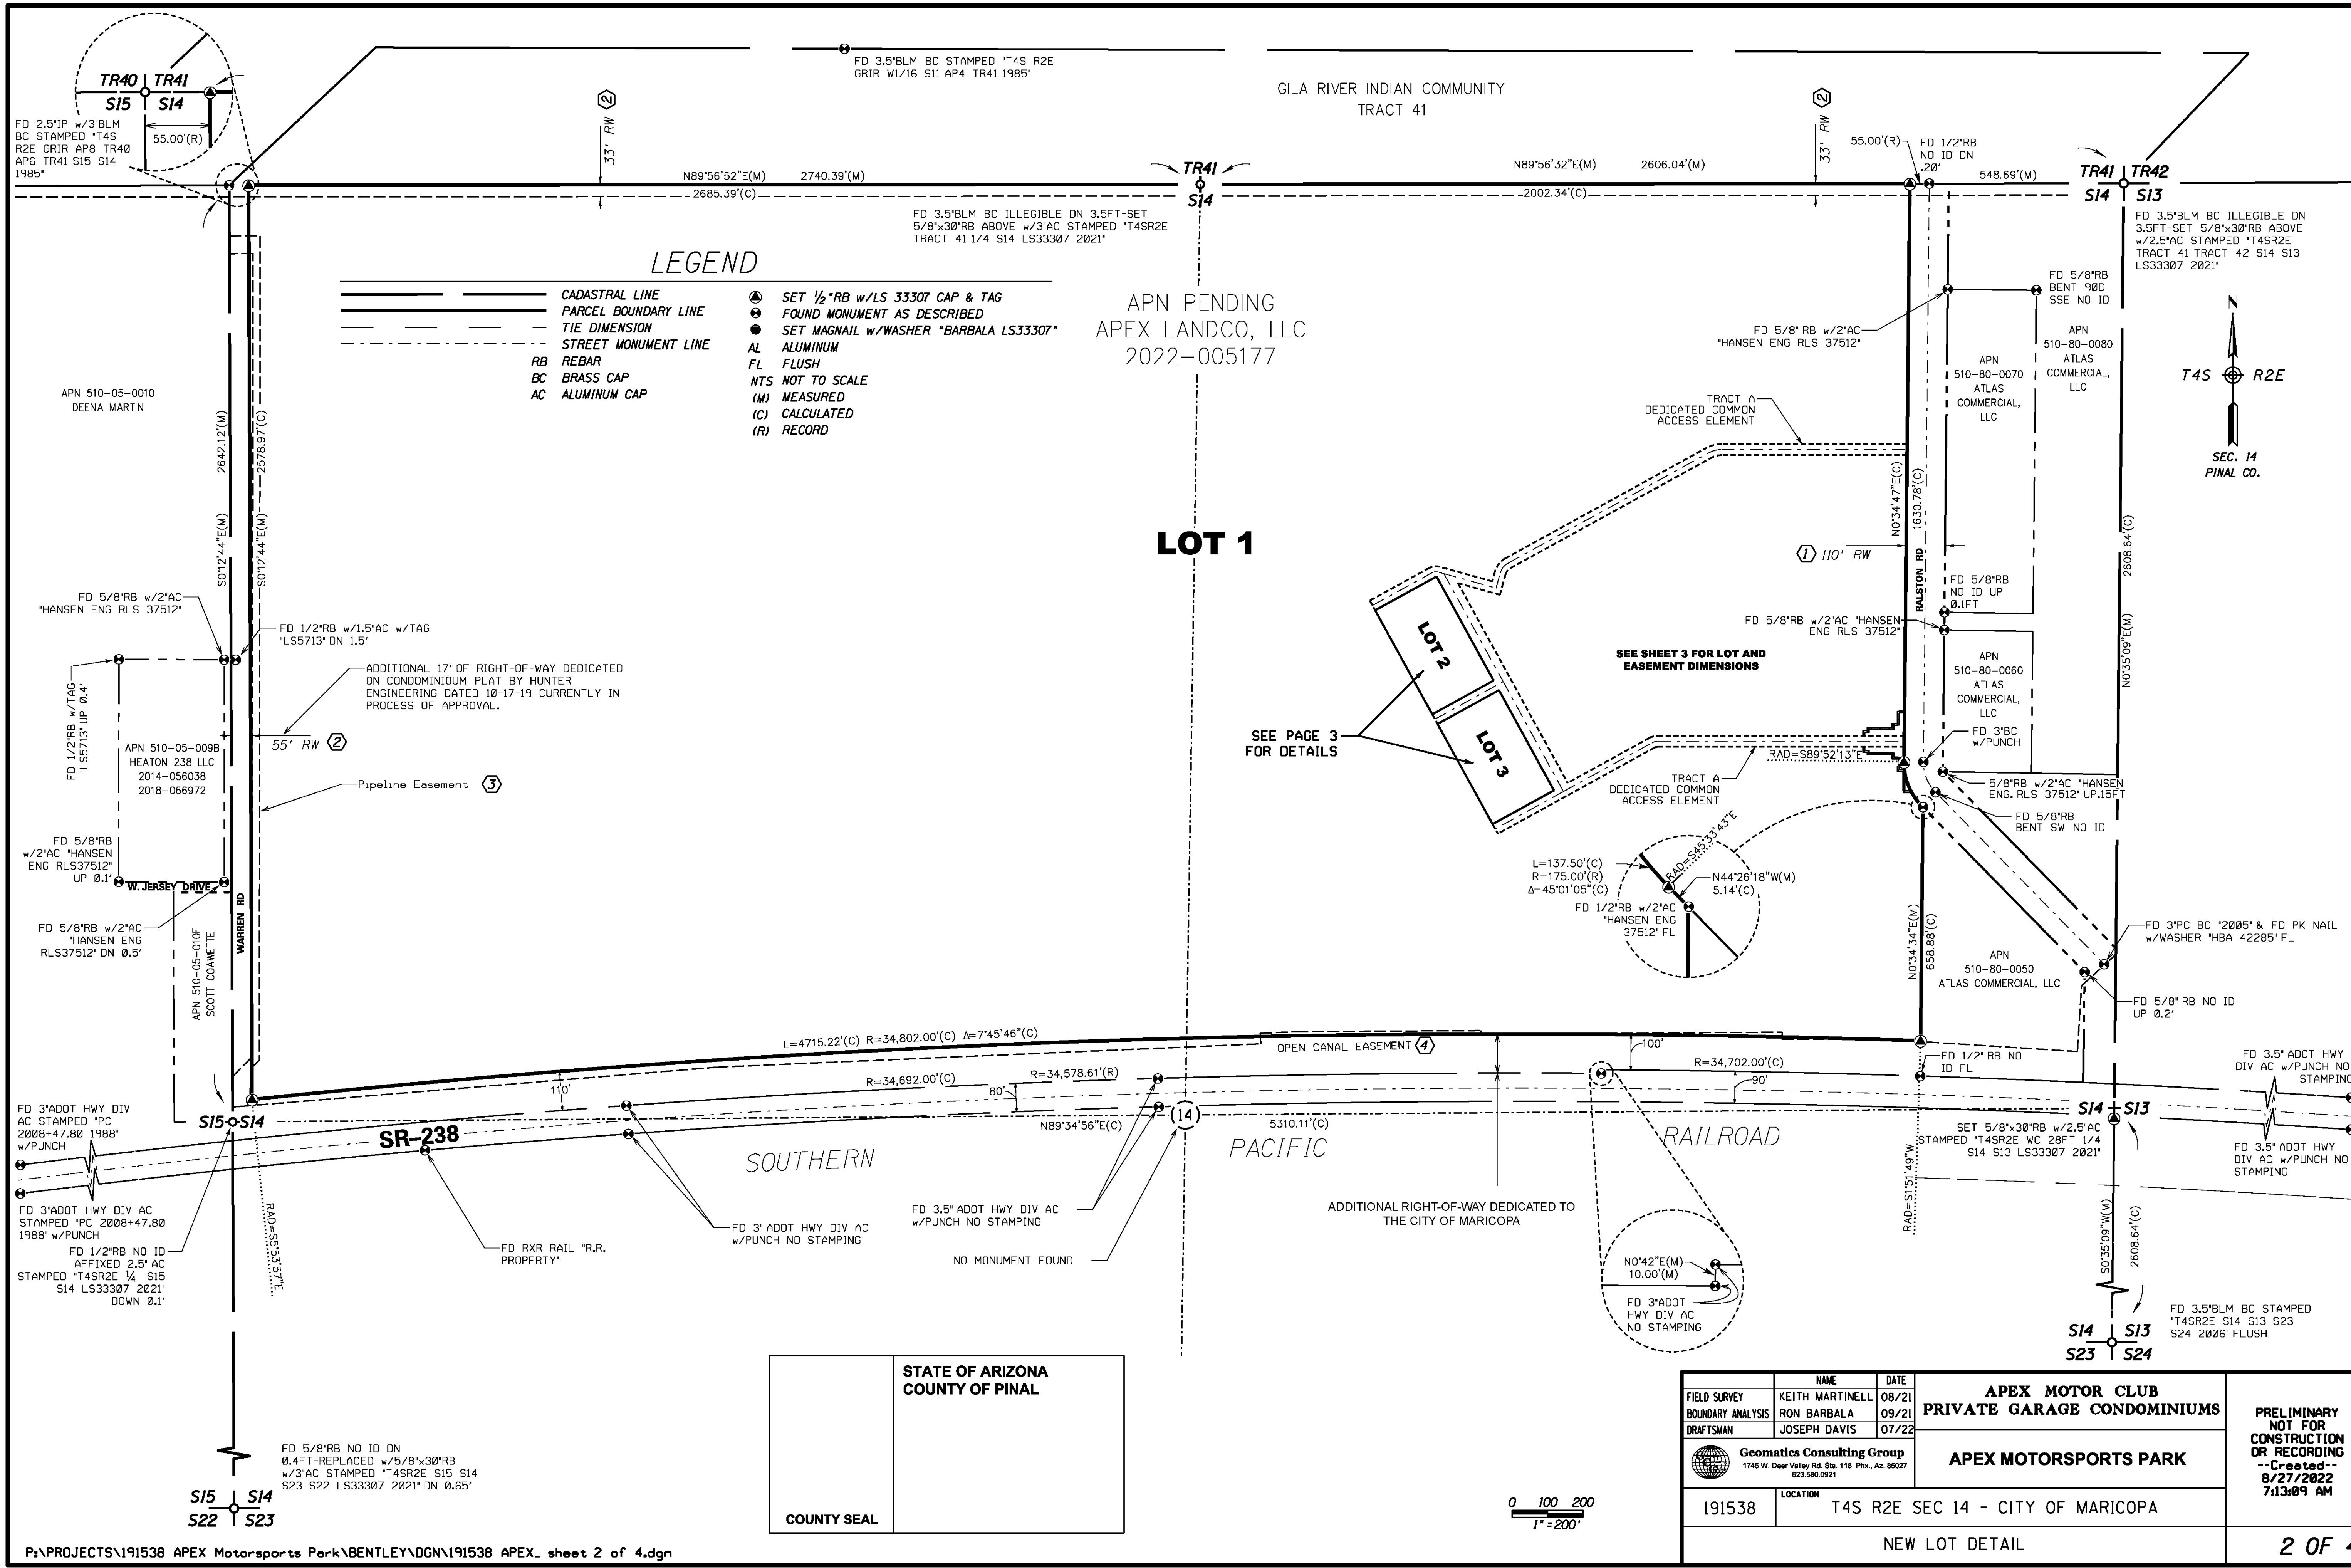 TR40 TR41
S15 S14
55.00'(R)
FD 2.5"IP w/3"BLM
BC STAMPED "T4S
R2E GRIR AP8 TR40
AP6 TR41 S15 S14
1985"
FD 3.5"BLM BC STAMPED "T4S R2E
GRIR W1/16 S11 AP4 TR41 1985"
GILA RIVER INDIAN COMMUNITY
TRACT 41
33' RW 2
33' RW 2
N89°56'52"E(M) 2740.39'(M)
2685.39'(C)
TR41
S14
N89°56'32"E(M) 2606.04'(M)
2002.34'(C)
55.00'(R)
FD 1/2"RB
NO ID DN
.20'
548.69'(M)
TR41 TR42
S14 S13
FD 3.5"BLM BC ILLEGIBLE DN 3.5FT-SET
5/8"x30"RB ABOVE w/3"AC STAMPED "T4SR2E
TRACT 41 1/4 S14 LS33307 2021"
FD 3.5"BLM BC ILLEGIBLE DN
3.5FT-SET 5/8"x30"RB ABOVE
w/2.5"AC STAMPED "T4SR2E
TRACT 41 TRACT 42 S14 S13
LS33307 2021"
LEGEND
CADASTRAL LINE
PARCEL BOUNDARY LINE
TIE DIMENSION
STREET MONUMENT LINE
RB REBAR
BC BRASS CAP
AC ALUMINUM CAP
SET 1/2"RB w/LS 33307 CAP & TAG
FOUND MONUMENT AS DESCRIBED
SET MAGNAIL w/WASHER "BARBALA LS33307"
AL ALUMINUM
FL FLUSH
NTS NOT TO SCALE
(M) MEASURED
(C) CALCULATED
(R) RECORD
APN PENDING
APEX LANDCO, LLC
2022-005177
FD 5/8"RB
BENT 90D
SSE NO ID
FD 5/8" RB w/2"AC
"HANSEN ENG RLS 37512"
APN
510-80-0070
ATLAS
COMMERCIAL,
LLC
APN
510-80-0080
ATLAS
COMMERCIAL,
LLC
N
T4S R2E
SEC. 14
PINAL CO.
APN 510-05-0010
DEENA MARTIN
2642.12'(M)
S0°12'44"E(M)
2578.97'(C)
S0°12'44"E(M)
TRACT A
DEDICATED COMMON
ACCESS ELEMENT
LOT 1
N0°34'47"E(C)
1630.78'(C)
1 110' RW
RALSTON RD
2608.64'(C)
N0°35'09"E(M)
FD 5/8"RB w/2"AC
"HANSEN ENG RLS 37512"
FD 1/2"RB w/1.5"AC w/TAG
"LS5713" DN 1.5'
ADDITIONAL 17' OF RIGHT-OF-WAY DEDICATED
ON CONDOMINIOUM PLAT BY HUNTER
ENGINEERING DATED 10-17-19 CURRENTLY IN
PROCESS OF APPROVAL.
55' RW 2
FD 1/2"RB w/TAG
"LS5713" UP 0.4'
APN 510-05-009B
HEATON 238 LLC
2014-056038
2018-066972
Pipeline Easement 3
LOT 2
LOT 3
SEE PAGE 3
FOR DETAILS
SEE SHEET 3 FOR LOT AND
EASEMENT DIMENSIONS
FD 5/8"RB
NO ID UP
0.1FT
FD 5/8"RB w/2"AC "HANSEN
ENG RLS 37512"
APN
510-80-0060
ATLAS
COMMERCIAL,
LLC
FD 3"BC
w/PUNCH
RAD=S89°52'13"E
TRACT A
DEDICATED COMMON
ACCESS ELEMENT
5/8"RB w/2"AC "HANSEN
ENG. RLS 37512" UP.15FT
FD 5/8"RB
BENT SW NO ID
FD 5/8"RB
w/2"AC "HANSEN
ENG RLS37512"
UP 0.1'
W. JERSEY DRIVE
WARREN RD
FD 5/8"RB w/2"AC
"HANSEN ENG
RLS37512" DN 0.5'
APN 510-05-010F
SCOTT COAWETTE
L=137.50'(C)
R=175.00'(R)
Δ=45°01'05"(C)
RAD=S45°33'43"E
N44°26'18"W(M)
5.14'(C)
FD 1/2"RB w/2"AC
"HANSEN ENG
37512" FL
N0°34'34"E(M)
658.88'(C)
APN
510-80-0050
ATLAS COMMERCIAL, LLC
FD 3"PC BC "2005" & FD PK NAIL
w/WASHER "HBA 42285" FL
FD 5/8" RB NO ID
UP 0.2'
L=4715.22'(C) R=34,802.00'(C) Δ=7°45'46"(C)
OPEN CANAL EASEMENT 4
100'
R=34,702.00'(C)
90'
FD 1/2" RB NO
ID FL
FD 3.5" ADOT HWY
DIV AC w/PUNCH NO
STAMPING
110'
R=34,692.00'(C)
80'
R=34,578.61'(R)
14
N89°34'56"E(C)
5310.11'(C)
S14 S13
SET 5/8"x30"RB w/2.5"AC
STAMPED "T4SR2E WC 28FT 1/4
S14 S13 LS33307 2021"
FD 3.5" ADOT HWY
DIV AC w/PUNCH NO
STAMPING
FD 3"ADOT HWY DIV
AC STAMPED "PC
2008+47.80 1988"
w/PUNCH
S15 S14
SR-238
SOUTHERN
PACIFIC
RAILROAD
FD 3"ADOT HWY DIV AC
STAMPED "PC 2008+47.80
1988" w/PUNCH
FD 1/2"RB NO ID
AFFIXED 2.5" AC
STAMPED "T4SR2E 1/4 S15
S14 LS33307 2021"
DOWN 0.1'
RAD=S5°53'57"E
FD RXR RAIL "R.R.
PROPERTY"
FD 3" ADOT HWY DIV AC
w/PUNCH NO STAMPING
FD 3.5" ADOT HWY DIV AC
w/PUNCH NO STAMPING
NO MONUMENT FOUND
ADDITIONAL RIGHT-OF-WAY DEDICATED TO
THE CITY OF MARICOPA
N0°42"E(M)
10.00'(M)
FD 3"ADOT
HWY DIV AC
NO STAMPING
RAD=S1°51'49"W
S0°35'09"W(M)
2608.64'(C)
FD 3.5"BLM BC STAMPED
"T4SR2E S14 S13 S23
S24 2006" FLUSH
S14 S13
S23 S24
FD 5/8"RB NO ID DN
0.4FT-REPLACED w/5/8"x30"RB
w/3"AC STAMPED "T4SR2E S15 S14
S23 S22 LS33307 2021" DN 0.65'
S15 S14
S22 S23
STATE OF ARIZONA
COUNTY OF PINAL
COUNTY SEAL
0 100 200
1"=200'
NAME DATE
FIELD SURVEY KEITH MARTINELL 08/21
BOUNDARY ANALYSIS RON BARBALA 09/21
DRAFTSMAN JOSEPH DAVIS 07/22
Geomatics Consulting Group
1745 W. Deer Valley Rd. Ste. 118 Phx., Az. 85027
623.580.0921
APEX MOTOR CLUB
PRIVATE GARAGE CONDOMINIUMS
APEX MOTORSPORTS PARK
PRELIMINARY
NOT FOR
CONSTRUCTION
OR RECORDING
--Created--
8/27/2022
7:13:09 AM
191538
LOCATION
T4S R2E SEC 14 - CITY OF MARICOPA
NEW LOT DETAIL
2 OF
P:\PROJECTS\191538 APEX Motorsports Park\BENTLEY\DGN\191538 APEX_ sheet 2 of 4.dgn